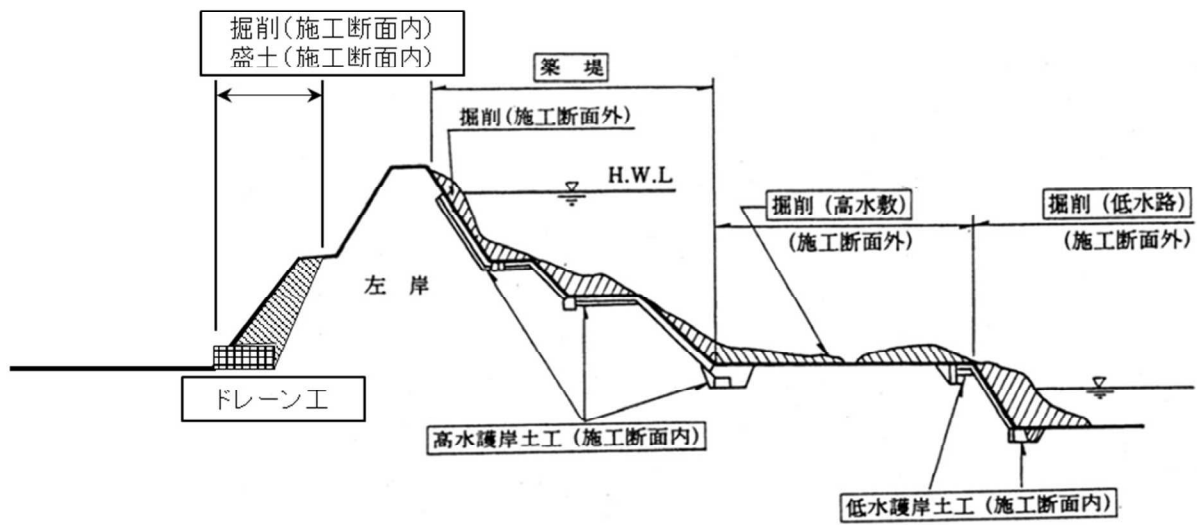 掘削(施工断面内)
盛土(施工断面内)
築堤
掘削(施工断面外)
H.W.L
掘削(高水敷)
(施工断面外)
掘削(低水路)
(施工断面外)
左岸
ドレーン工
高水護岸土工(施工断面内)
低水護岸土工(施工断面内)